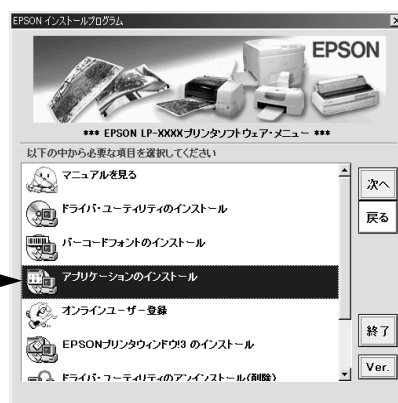 EPSON インストールプログラム
EPSON
*** EPSON LP-XXXXプリンタソフトウェア・メニュー ***
以下の中から必要な項目を選択してください
マニュアルを見る
ドライバ・ユーティリティのインストール
バーコードフォントのインストール
アプリケーションのインストール
オンラインユーザー登録
EPSONプリンタウィンドウ!3 のインストール
ドライバ・ユーティリティのアンインストール(削除)
次へ
戻る
終了
Ver.